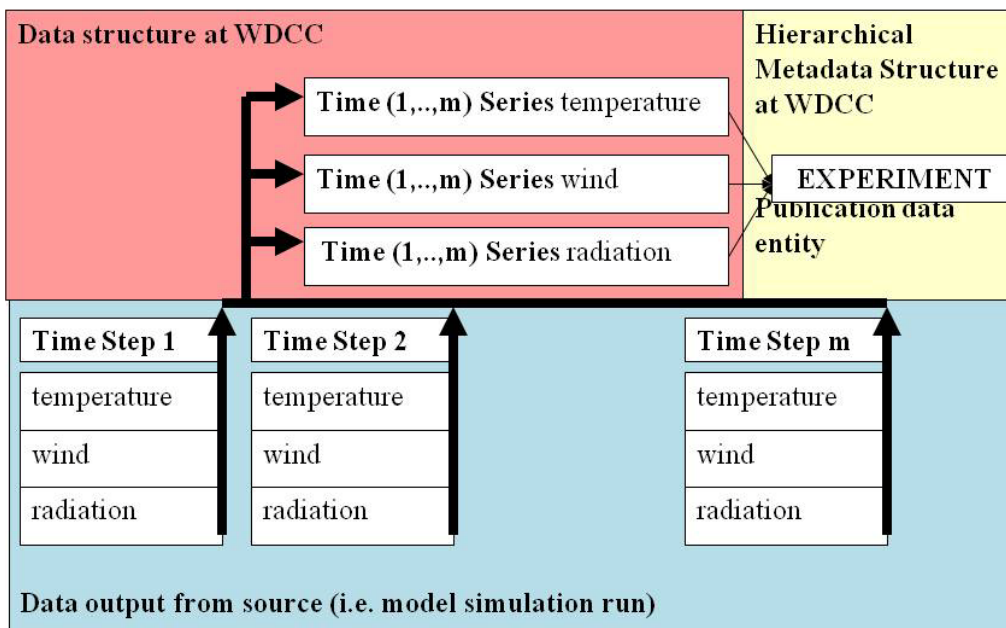 Data structure at WDCC
Time (1,..,m) Series temperature
Time (1,..,m) Series wind
Time (1,..,m) Series radiation
Hierarchical
Metadada Structure
at WDCC
EXPERIMENT
Publication data
entity
Time Step 1
temperature
wind
radiation
Time Step 2
temperature
wind
radiation
Time Step m
temperature
wind
radiation
Data output from source (i.e. model simulation run)